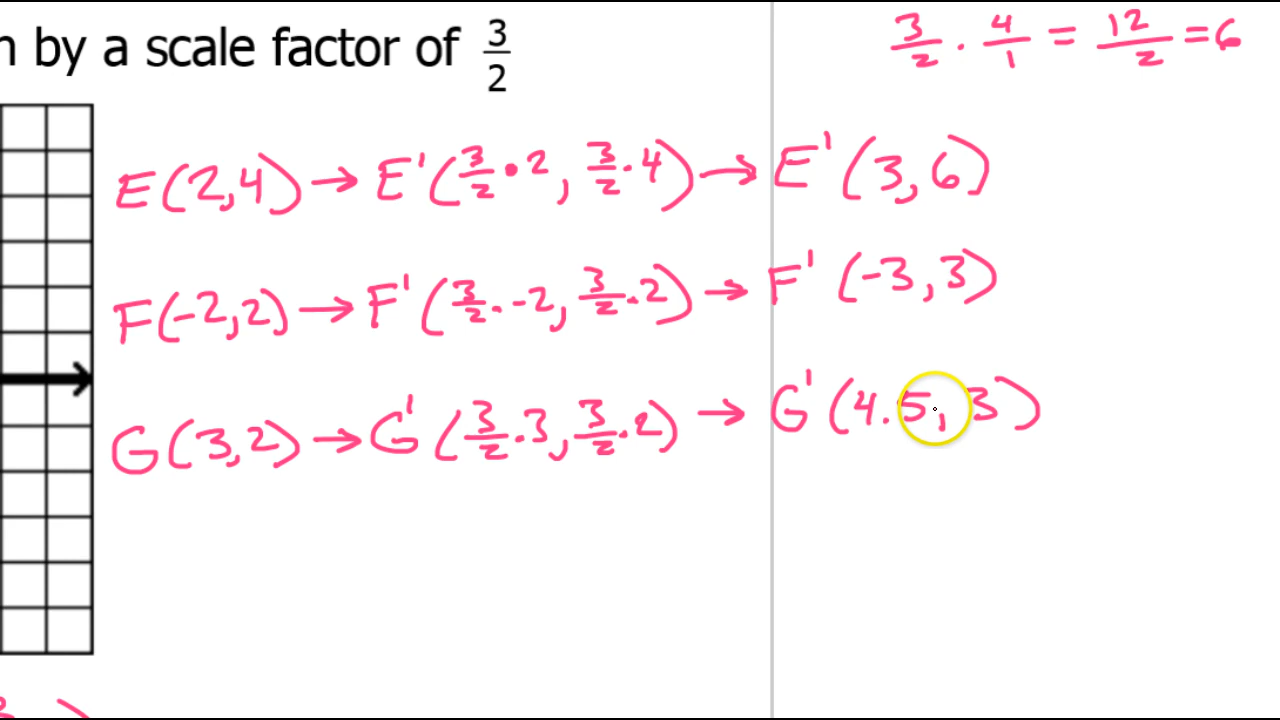 3/2 · 4/1 = 12/2 = 6
n by a scale factor of 3/2
E(2,4) → E'(3/2 · 2, 3/2 · 4) → E'(3,6)
F(-2,2) → F'(3/2 · -2, 3/2 · 2) → F'(-3,3)
G(3,2) → G'(3/2 · 3, 3/2 · 2) → G'(4.5, 3)